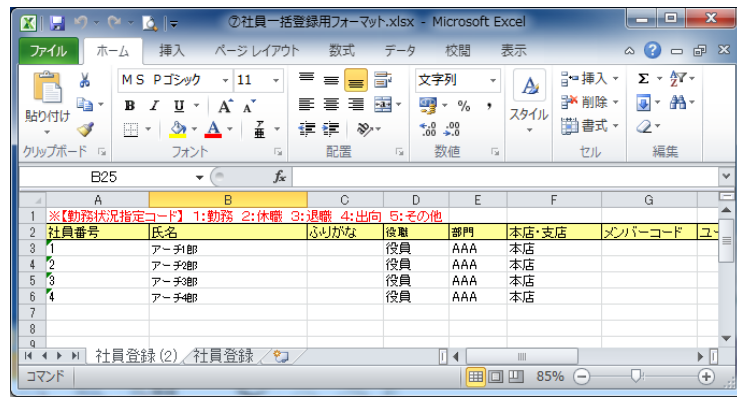 ⑦社員一括登録用フォーマット.xlsx - Microsoft Excel
ファイル ホーム 挿入 ページ レイアウト 数式 データ 校閲 表示
貼り付け
MS Pゴシック 11
B I U A A
A
文字列
% ,
.0 .00 .00 .0
スタイル
挿入
削除
書式
Σ
クリップボード フォント 配置 数値 セル 編集
B25 fx
A B C D E F G
1 ※【勤務状況指定コード】 1:勤務 2:休職 3:退職 4:出向 5:その他
2 社員番号 氏名 ふりがな 役職 部門 本店・支店 メンバーコード ユー
3 1 アーチ1郎 役員 AAA 本店
4 2 アーチ2郎 役員 AAA 本店
5 3 アーチ3郎 役員 AAA 本店
6 4 アーチ4郎 役員 AAA 本店
7
8
9
社員登録 (2) 社員登録
コマンド 85%